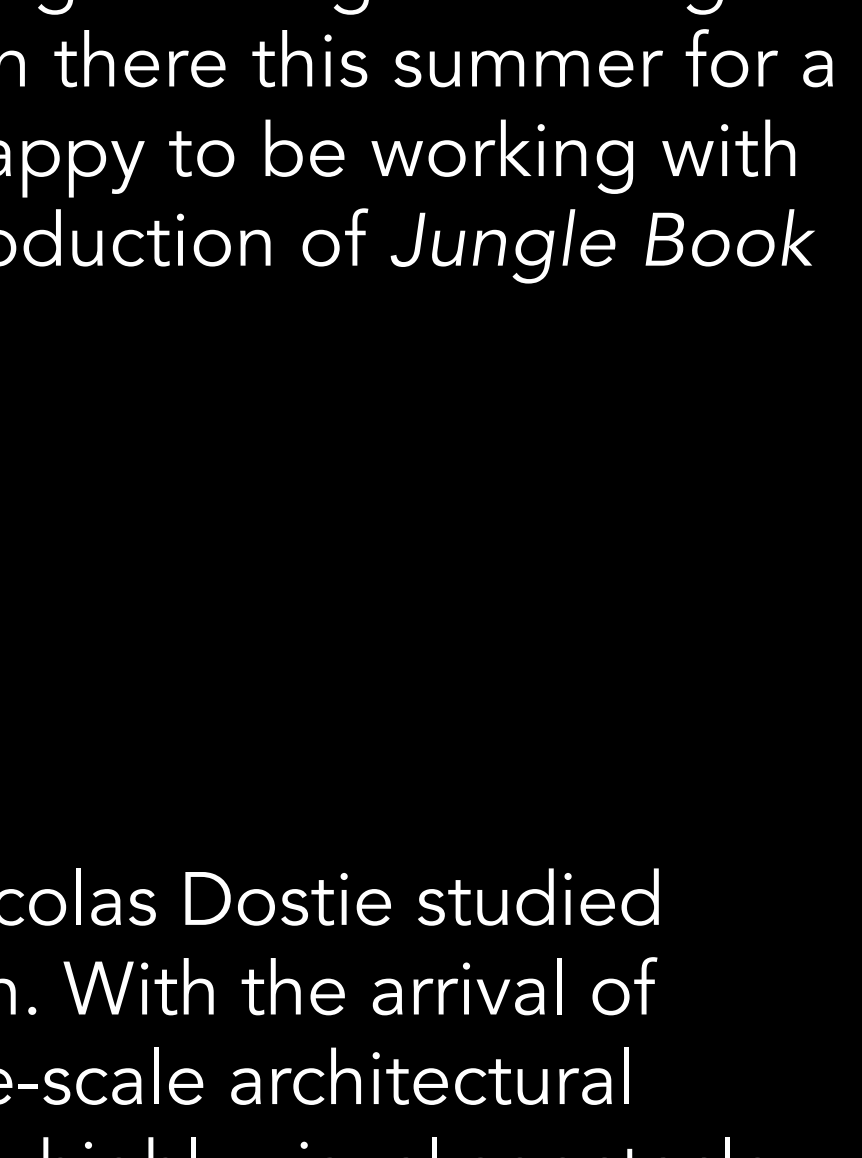 there this summer for a
appy to be working with
oduction of Jungle Book
colas Dostie studied
. With the arrival of
e-scale architectural